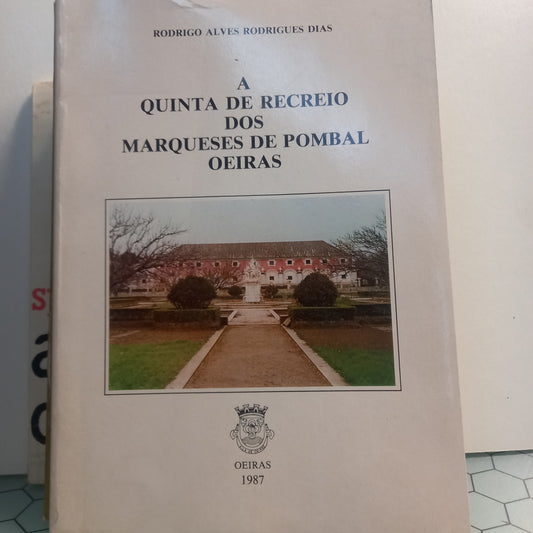 RODRIGO ALVES RODRIGUES DIAS
A
QUINTA DE RECREIO
DOS
MARQUESES DE POMBAL
OEIRAS
OEIRAS
1987